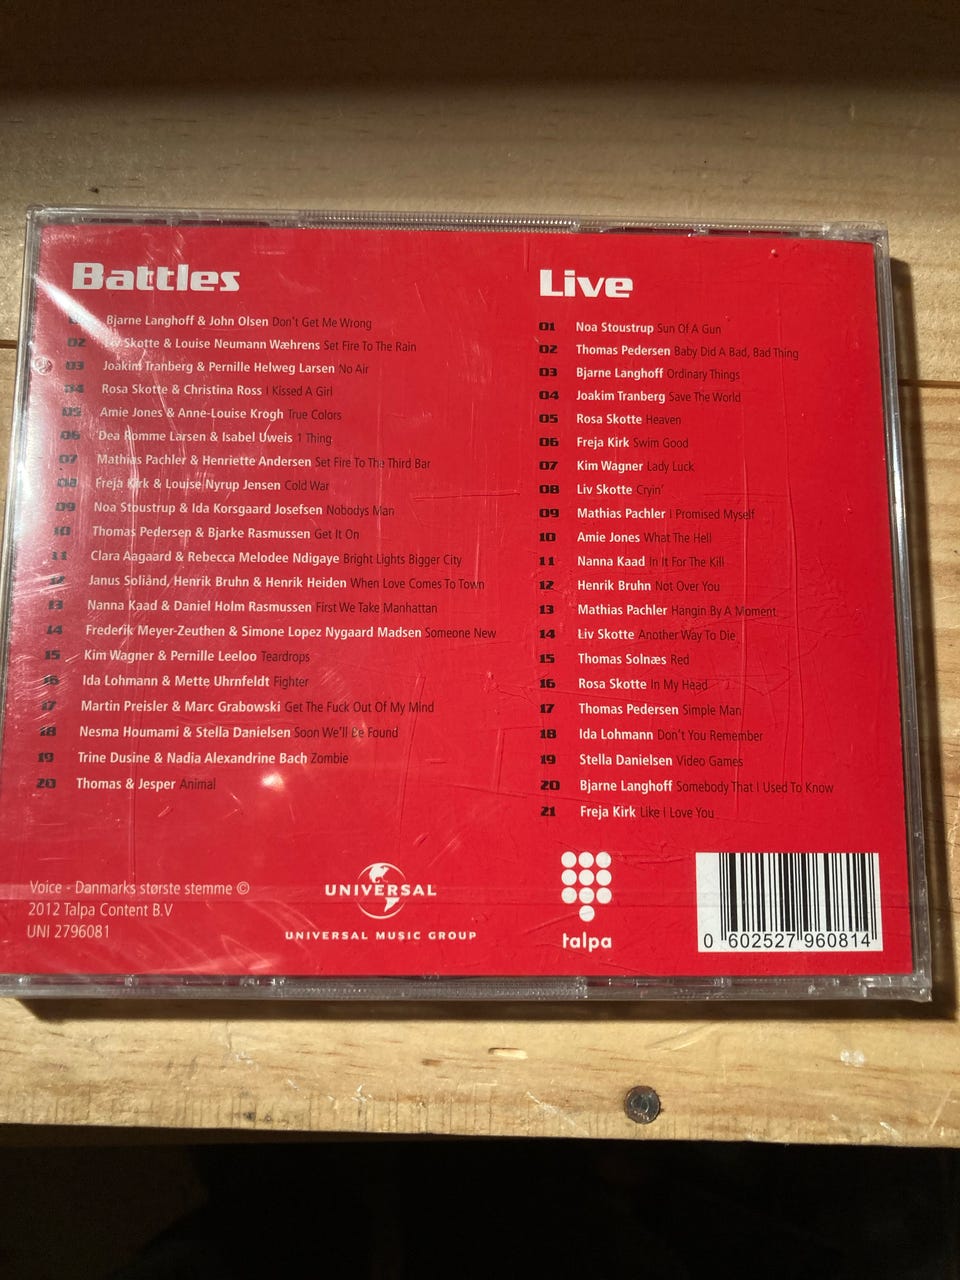 Battles
01 Bjarne Langhoff & John Olsen Don't Get Me Wrong
02 Liv Skotte & Louise Neumann Wæhrens Set Fire To The Rain
03 Joakim Tranberg & Pernille Helweg Larsen No Air
04 Rosa Skotte & Christina Ross I Kissed A Girl
05 Amie Jones & Anne-Louise Krogh True Colors
06 Dea Romme Larsen & Isabel Uweis 1 Thing
07 Mathias Pachler & Henriette Andersen Set Fire To The Third Bar
08 Freja Kirk & Louise Nyrup Jensen Cold War
09 Noa Stoustrup & Ida Korsgaard Josefsen Nobodys Man
10 Thomas Pedersen & Bjarke Rasmussen Get It On
11 Clara Aagaard & Rebecca Melodee Ndigaye Bright Lights Bigger City
12 Janus Soliånd, Henrik Bruhn & Henrik Heiden When Love Comes To Town
13 Nanna Kaad & Daniel Holm Rasmussen First We Take Manhattan
14 Frederik Meyer-Zeuthen & Simone Lopez Nygaard Madsen Someone New
15 Kim Wagner & Pernille Leeloo Teardrops
16 Ida Lohmann & Mette Uhrnfeldt Fighter
17 Martin Preisler & Marc Grabowski Get The Fuck Out Of My Mind
18 Nesma Houmami & Stella Danielsen Soon We'll Be Found
19 Trine Dusine & Nadia Alexandrine Bach Zombie
20 Thomas & Jesper Animal
Live
01 Noa Stoustrup Sun Of A Gun
02 Thomas Pedersen Baby Did A Bad, Bad Thing
03 Bjarne Langhoff Ordinary Things
04 Joakim Tranberg Save The World
05 Rosa Skotte Heaven
06 Freja Kirk Swim Good
07 Kim Wagner Lady Luck
08 Liv Skotte Cryin'
09 Mathias Pachler I Promised Myself
10 Amie Jones What The Hell
11 Nanna Kaad In It For The Kill
12 Henrik Bruhn Not Over You
13 Mathias Pachler Hangin By A Moment
14 Liv Skotte Another Way To Die
15 Thomas Solnæs Red
16 Rosa Skotte In My Head
17 Thomas Pedersen Simple Man
18 Ida Lohmann Don't You Remember
19 Stella Danielsen Video Games
20 Bjarne Langhoff Somebody That I Used To Know
21 Freja Kirk Like I Love You
Voice - Danmarks største stemme ©
2012 Talpa Content B.V
UNI 2796081
UNIVERSAL
UNIVERSAL MUSIC GROUP
talpa
0 602527 960814